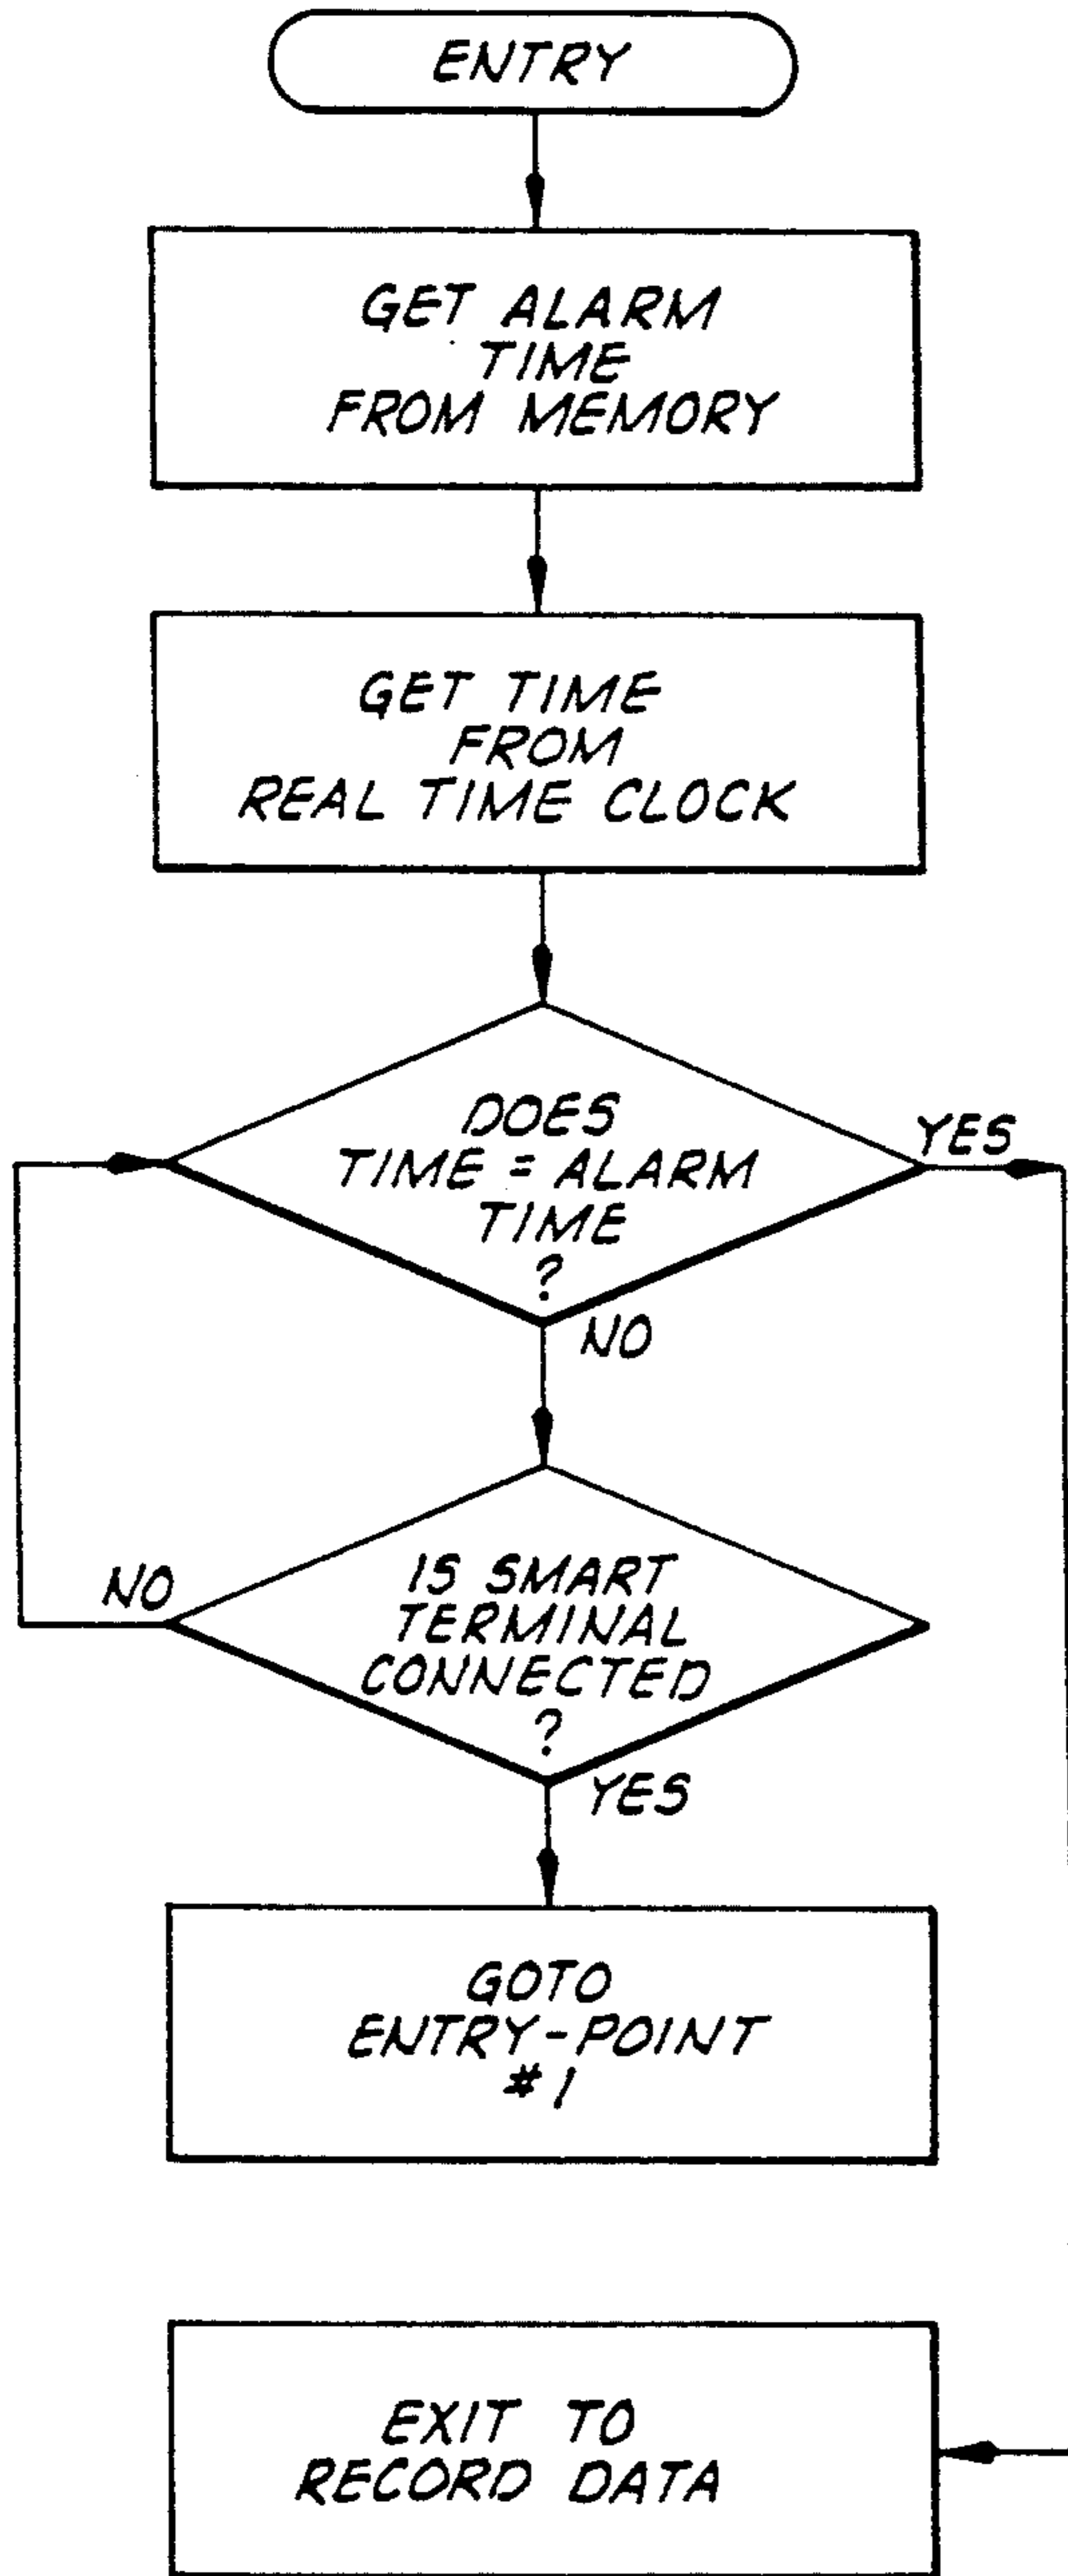 ENTRY
GET ALARM
TIME
FROM MEMORY
GET TIME
FROM
REAL TIME CLOCK
DOES
TIME = ALARM
TIME
?
YES
NO
IS SMART
TERMINAL
CONNECTED
?
NO
YES
GOTO
ENTRY-POINT
#1
EXIT TO
RECORD DATA